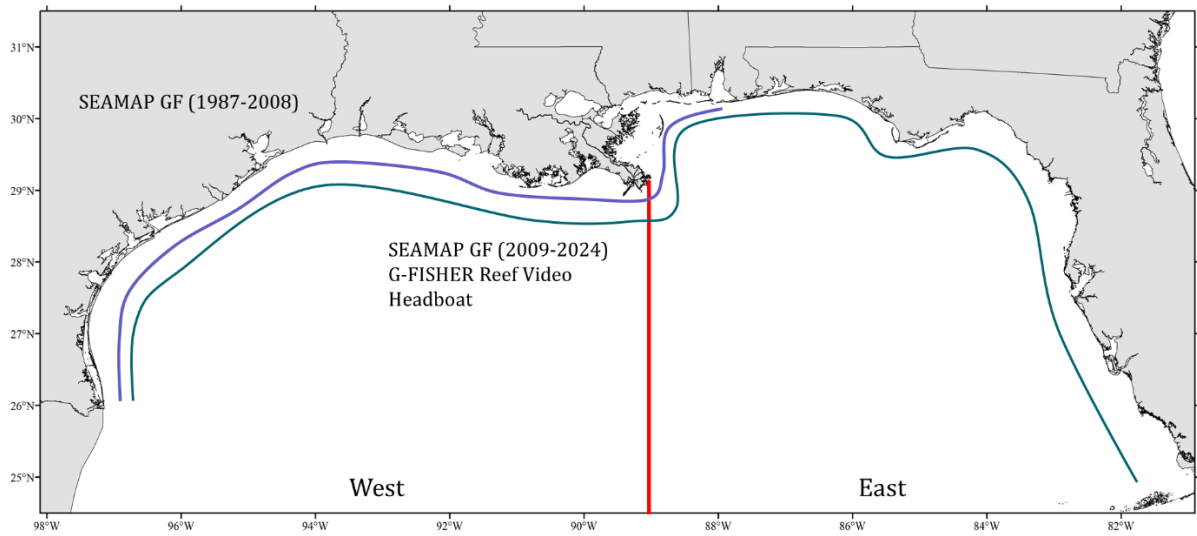 31°N
SEAMAP GF (1987-2008)
30°N
29°N
SEAMAP GF (2009-2024)
28°N
G-FISHER Reef Video
Headboat
27°N
26°N
25°N
West
East
98°W
96°W
94°W
92°W
90°W
88°W
86°W
84°W
82°W